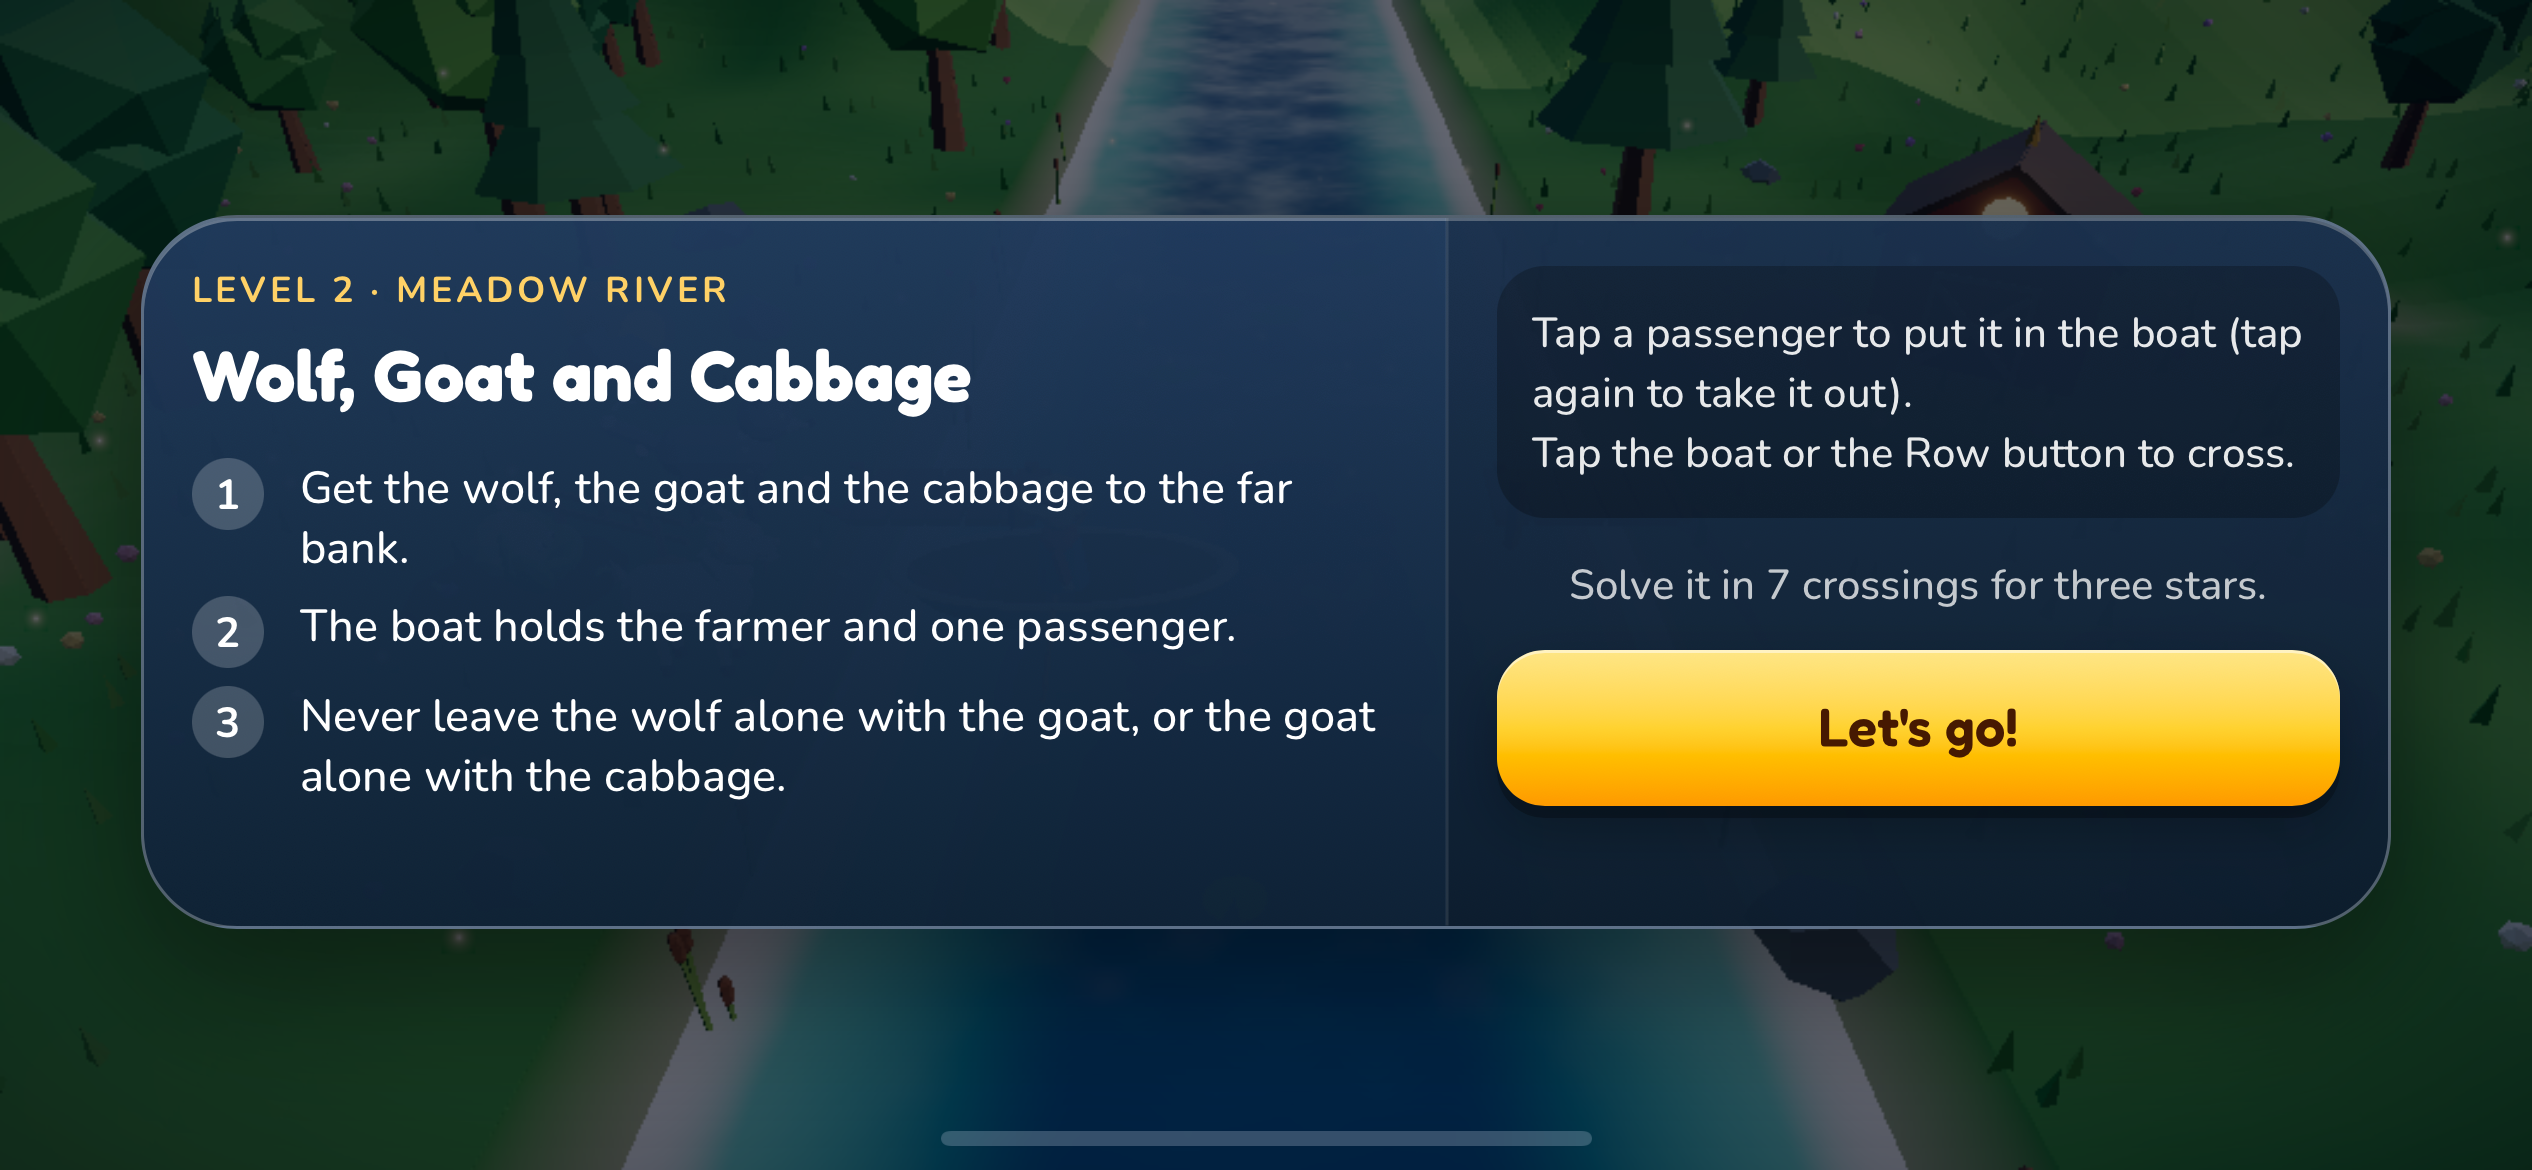 LEVEL 2 · MEADOW RIVER
Wolf, Goat and Cabbage
1 Get the wolf, the goat and the cabbage to the far
bank.
2 The boat holds the farmer and one passenger.
3 Never leave the wolf alone with the goat, or the goat
alone with the cabbage.
Tap a passenger to put it in the boat (tap
again to take it out).
Tap the boat or the Row button to cross.
Solve it in 7 crossings for three stars.
Let's go!